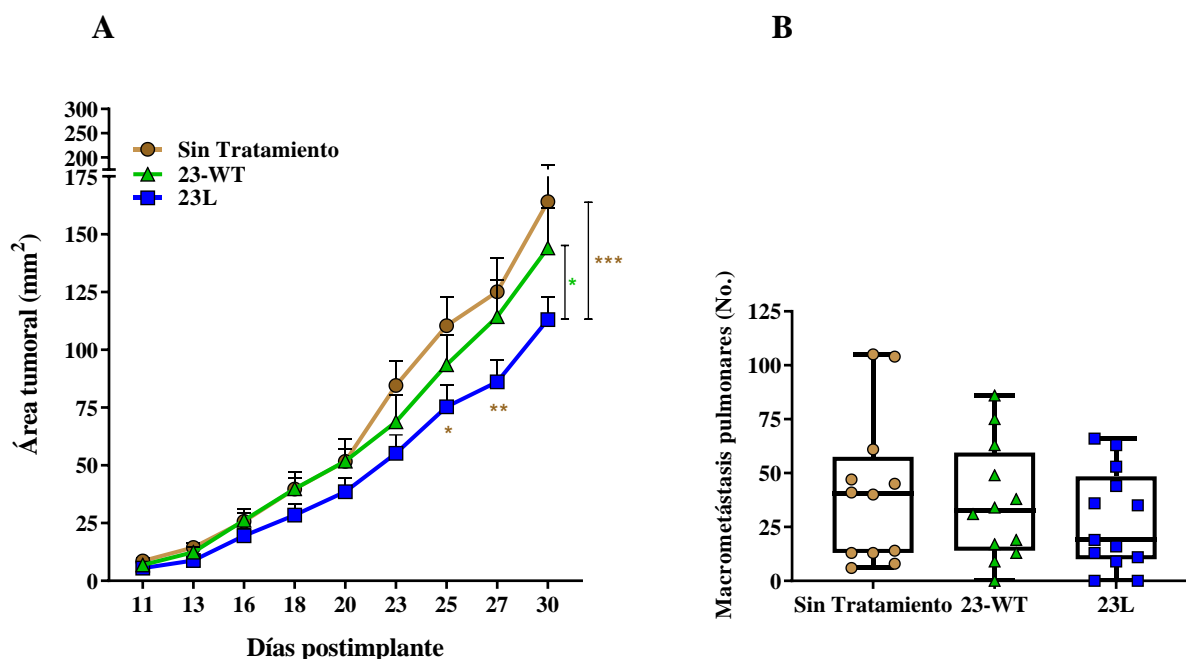 A
Área tumoral (mm²)
300
250
200
175
150
125
100
75
50
25
0
Sin Tratamiento
23-WT
23L
*
**
*
***
11 13 16 18 20 23 25 27 30
Días postimplante
B
Macrometástasis pulmonares (No.)
125
100
75
50
25
0
Sin Tratamiento 23-WT 23L